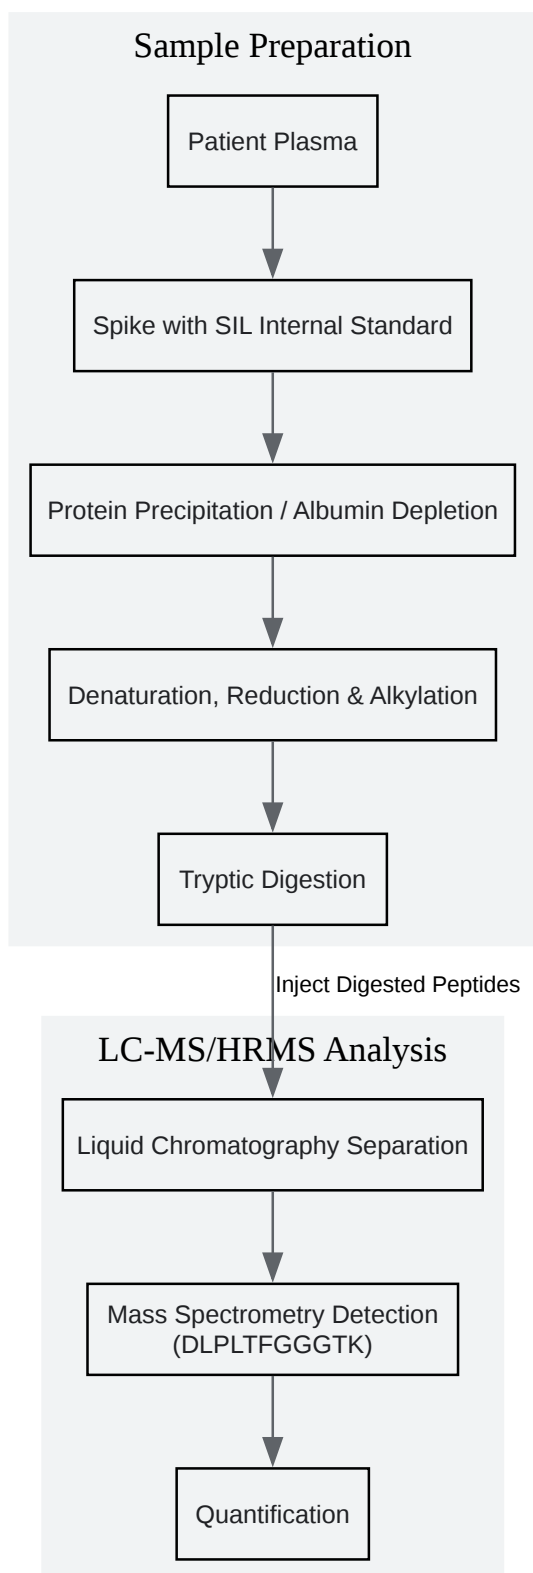 Sample Preparation
Patient Plasma
Spike with SIL Internal Standard
Protein Precipitation / Albumin Depletion
Denaturation, Reduction & Alkylation
Tryptic Digestion
Inject Digested Peptides
LC-MS/HRMS Analysis
Liquid Chromatography Separation
Mass Spectrometry Detection
(DLPLTFGGGTK)
Quantification